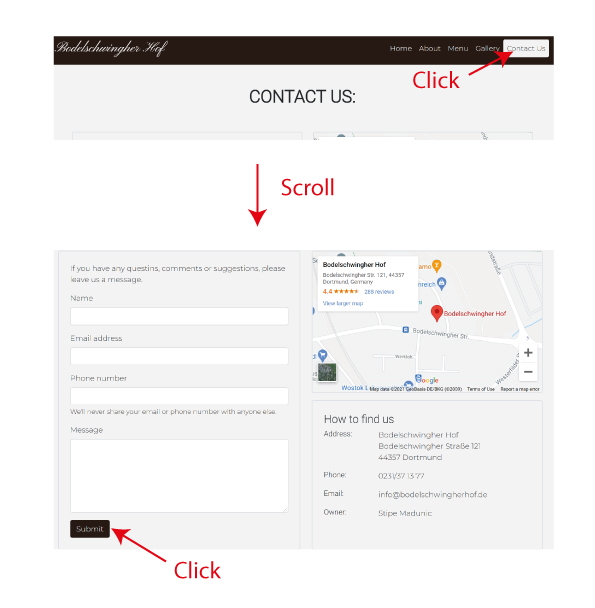 Bodelschwingher Hof
Home About Menu Gallery Contact Us
Click
CONTACT US:
Scroll
If you have any questins, comments or suggestions, please
leave us a message.
Name
Email address
Phone number
We'll never share your email or phone number with anyone else.
Message
Submit
Click
Bodelschwingher Hof
Bodelschwingher Str. 121, 44357
Dortmund, Germany
4.4 ★★★★★ 388 reviews
View larger map
Bodelschwingher Hof
Bodelschwingher Str.
Wostok
Google
Map data ©2021 GeoBasis-DE/BKG (©2009) Terms of Use Report a map error
+
−
How to find us
Address: Bodelschwingher Hof
Bodelschwingher Straße 121
44357 Dortmund
Phone: 0231/37 13 77
Email: info@bodelschwingherhof.de
Owner: Stipe Madunic